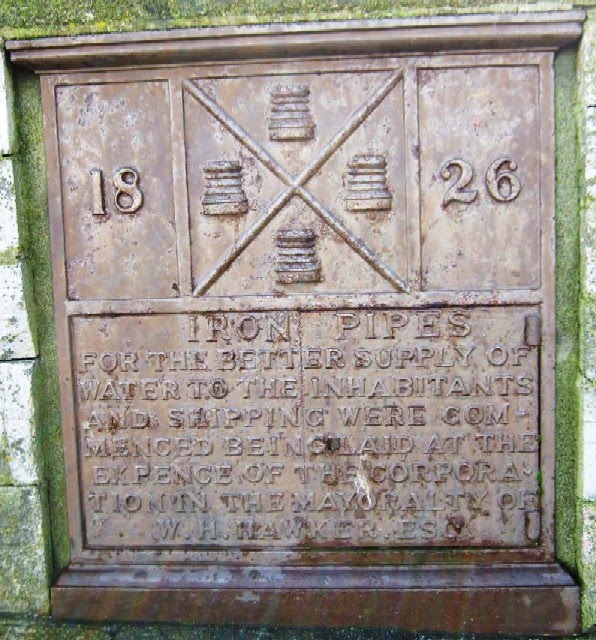 18 26
IRON PIPES
FOR THE BETTER SUPPLY OF
WATER TO THE INHABITANTS
AND SHIPPING WERE COM-
MENCED BEING LAID AT THE
EXPENCE OF THE CORPORA-
TION IN THE MAYORALTY OF
W. H. HAWKER, ESQ.